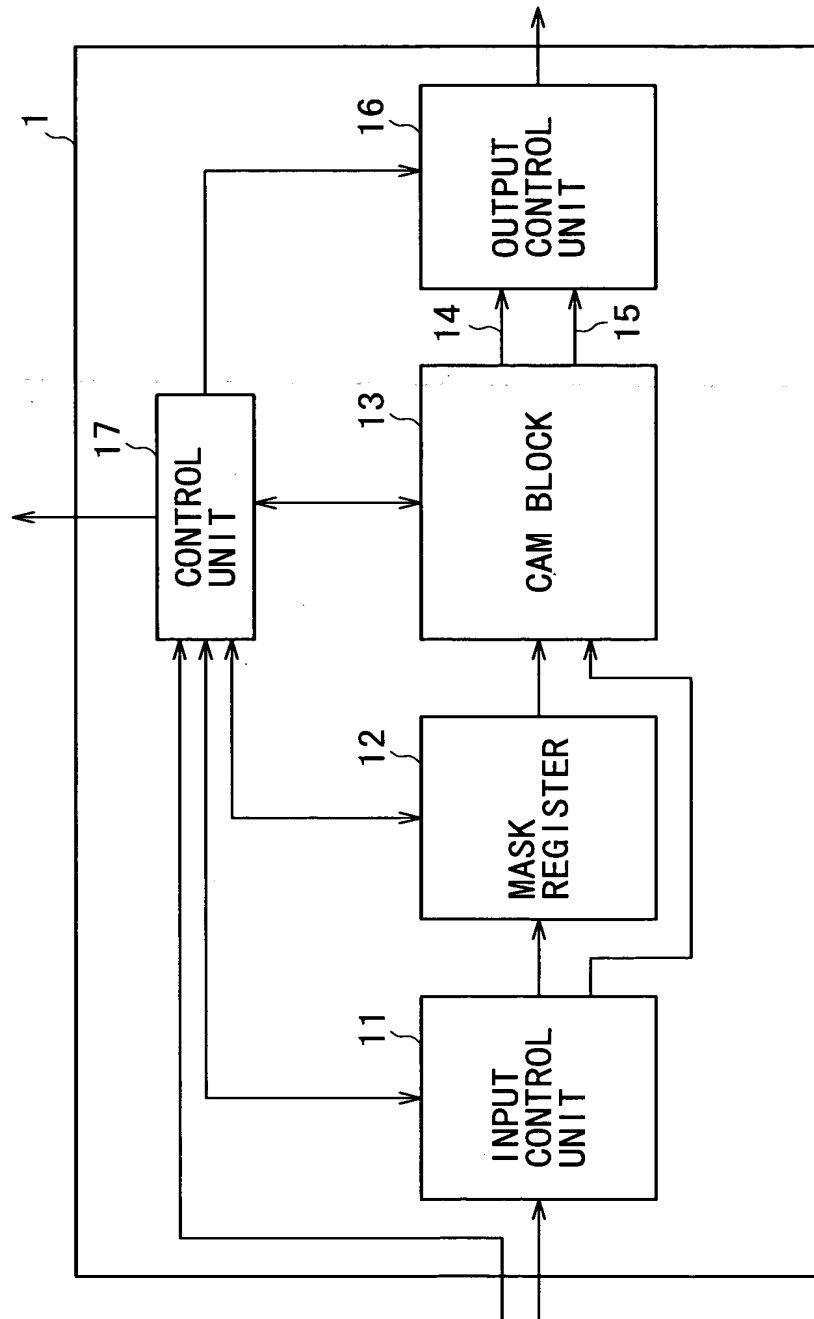 1
17
CONTROL
UNIT
11
INPUT
CONTROL
UNIT
12
MASK
REGISTER
13
CAM BLOCK
14
15
16
OUTPUT
CONTROL
UNIT